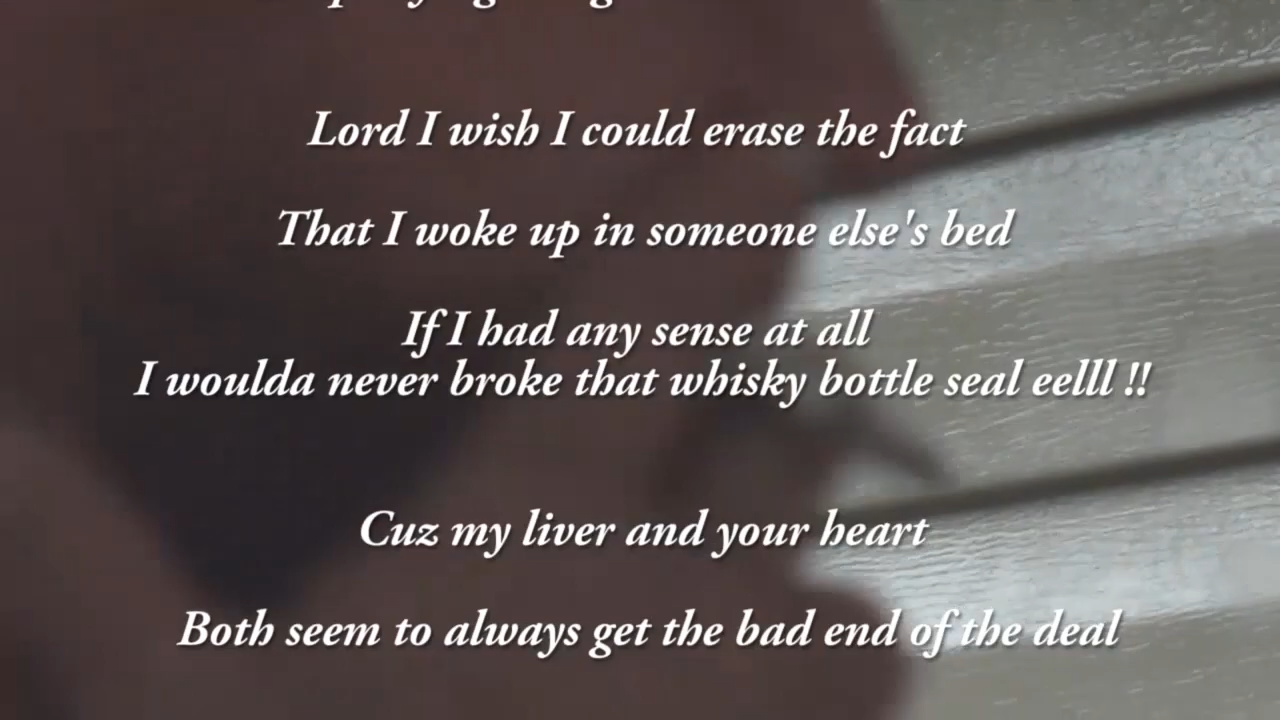 Lord I wish I could erase the fact
That I woke up in someone else's bed
If I had any sense at all
I woulda never broke that whisky bottle seal eelll !!
Cuz my liver and your heart
Both seem to always get the bad end of the deal